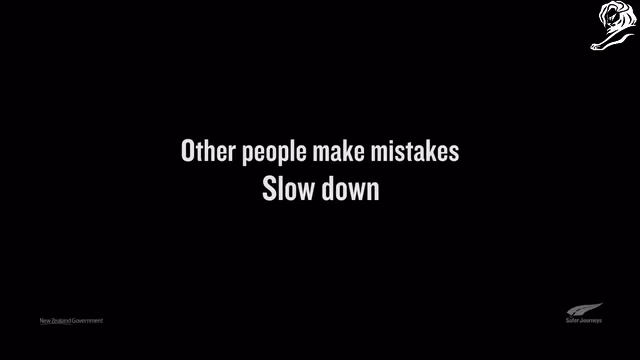 Other people make mistakes
Slow down
New Zealand Government
Safer Journeys